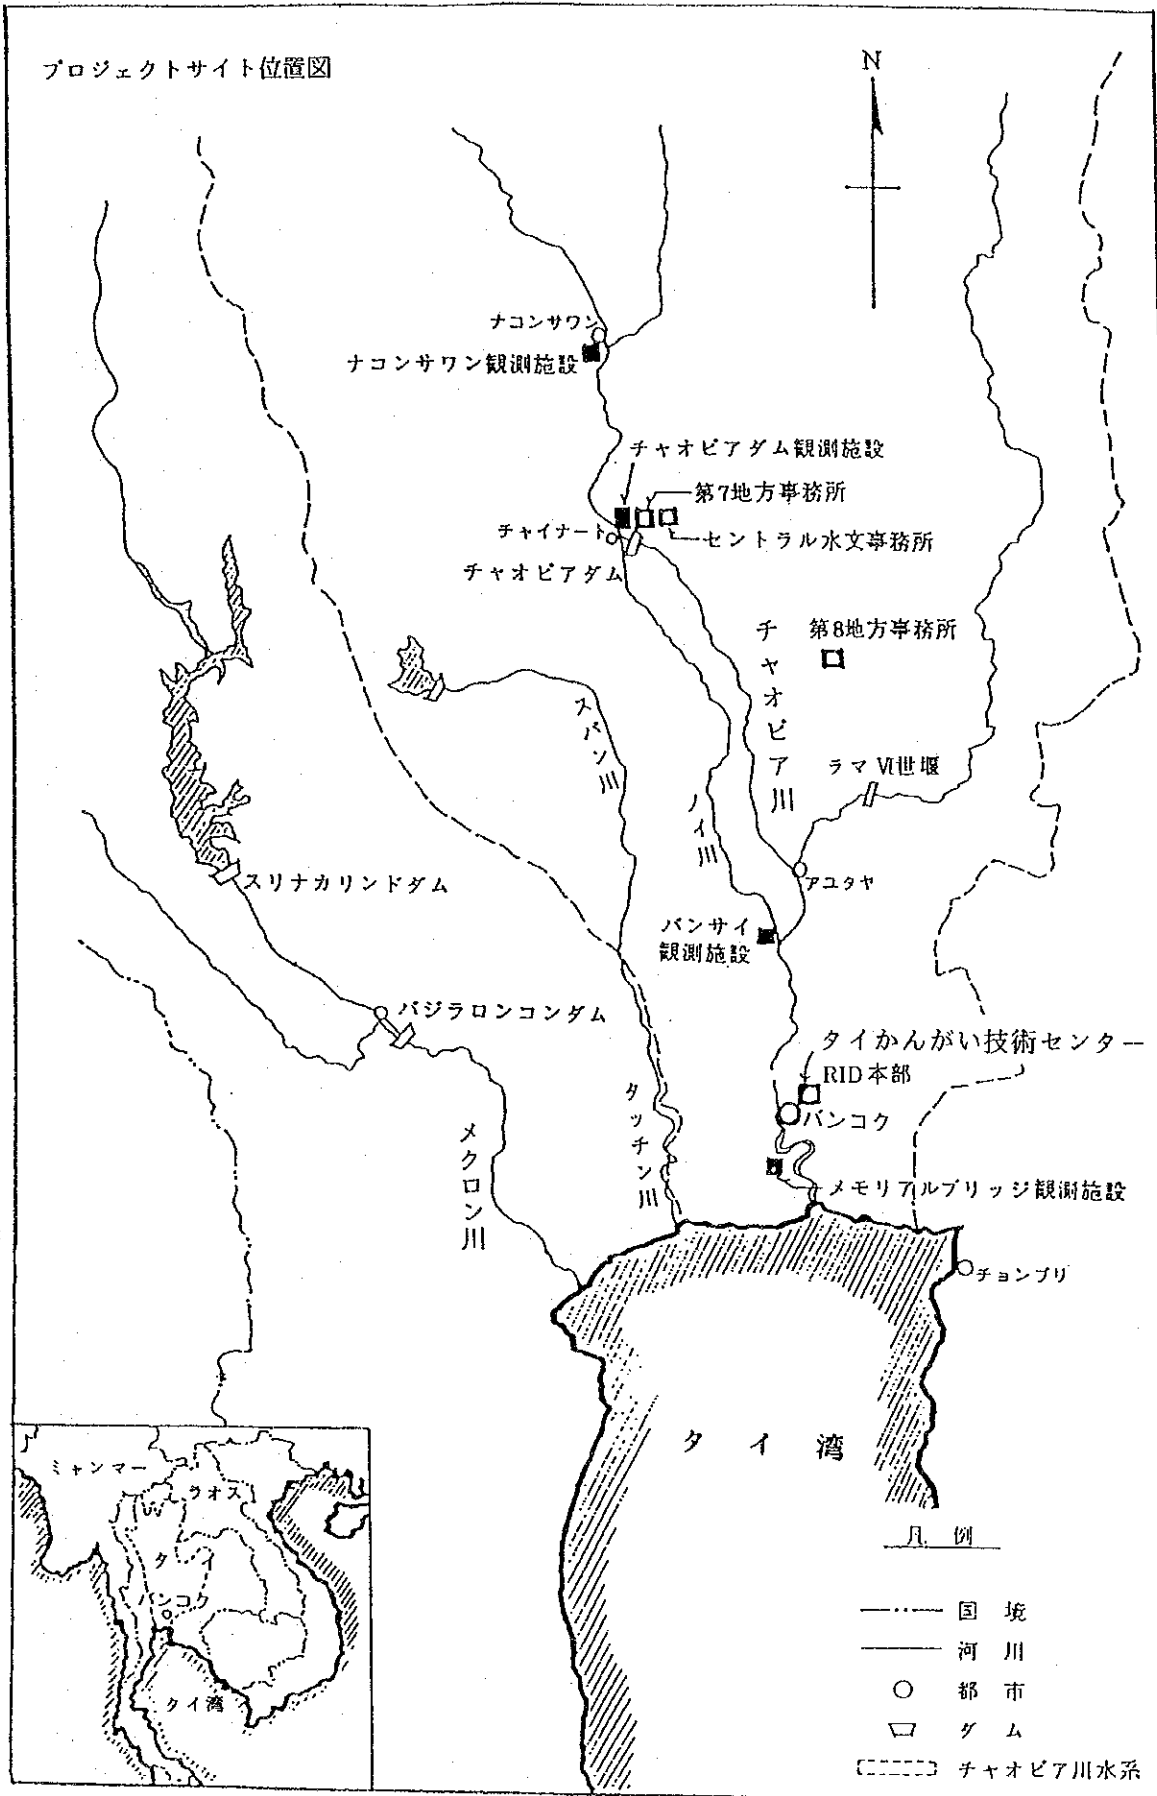 プロジェクトサイト位置図
N
ナコンサワン
ナコンサワン観測施設
チャオピアダム観測施設
第7地方事務所
チャイナート
セントラル水文事務所
チャオピアダム
チャオピア川
第8地方事務所
スパン川
ノイ川
ラマⅥ世堰
スリナカリンドダム
アユタヤ
バンサイ
観測施設
バジラロンコンダム
タイかんがい技術センター
RID本部
バンコク
タッチン川
メクロン川
メモリアルブリッジ観測施設
チョンブリ
タイ湾
ミャンマー
ラオス
タイ
バンコク
タイ湾
凡例
国境
河川
都市
ダム
チャオピア川水系